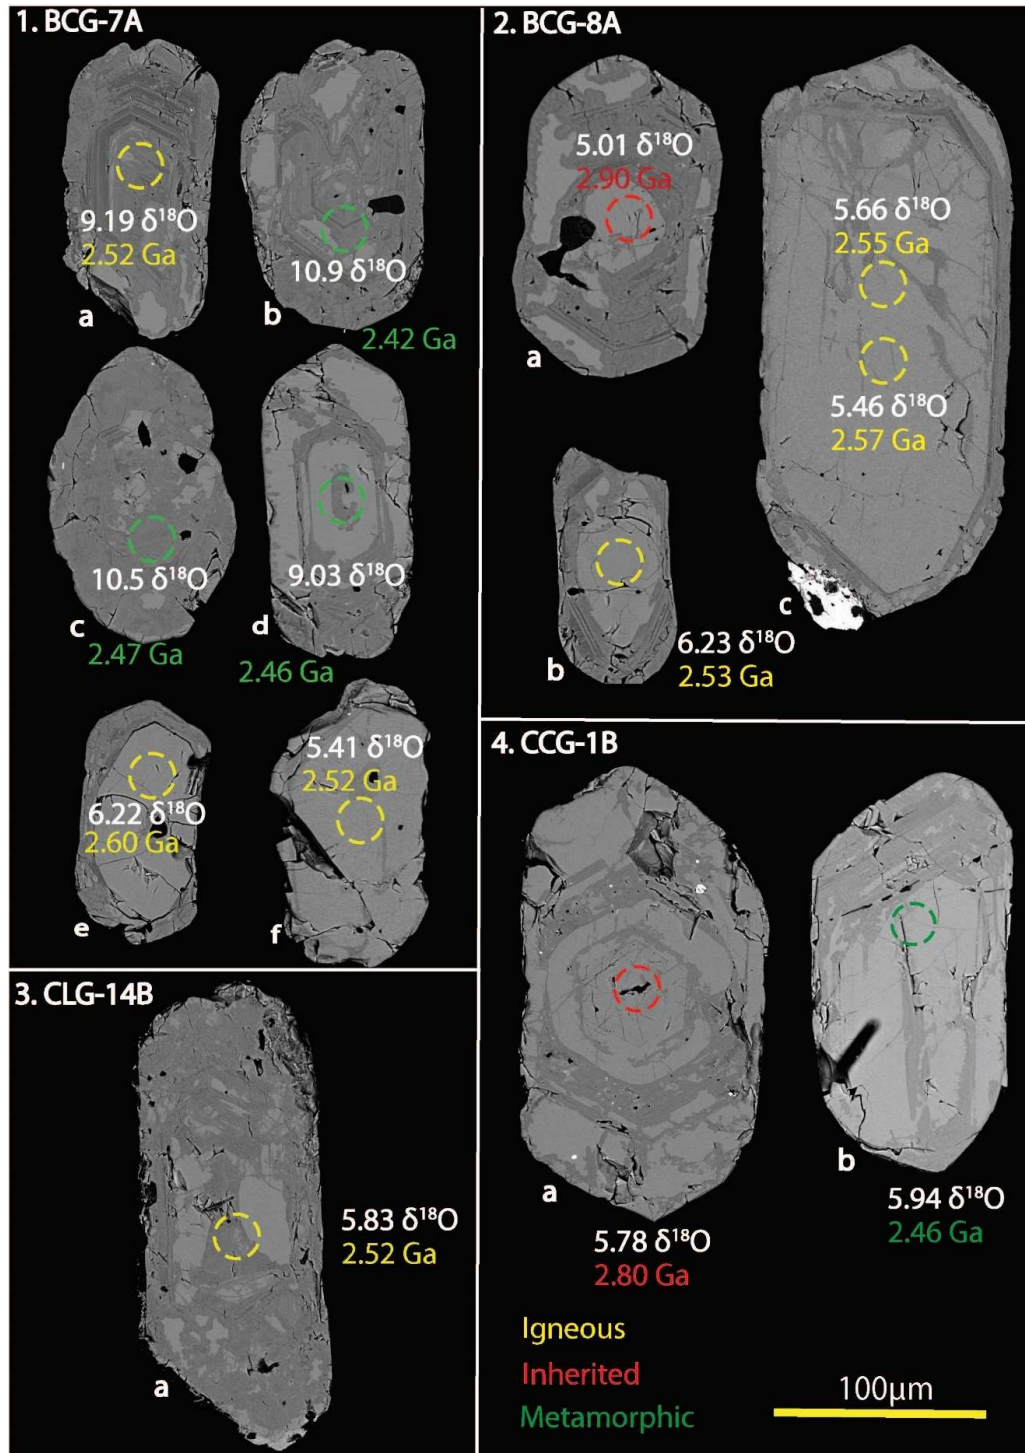 1. BCG-7A
9.19 δ¹⁸O
2.52 Ga
a
10.9 δ¹⁸O
b
2.42 Ga
10.5 δ¹⁸O
c
2.47 Ga
9.03 δ¹⁸O
d
2.46 Ga
6.22 δ¹⁸O
2.60 Ga
e
5.41 δ¹⁸O
2.52 Ga
f
2. BCG-8A
5.01 δ¹⁸O
2.90 Ga
a
6.23 δ¹⁸O
2.53 Ga
b
5.66 δ¹⁸O
2.55 Ga
5.46 δ¹⁸O
2.57 Ga
c
3. CLG-14B
5.83 δ¹⁸O
2.52 Ga
a
4. CCG-1B
a
5.78 δ¹⁸O
2.80 Ga
b
5.94 δ¹⁸O
2.46 Ga
Igneous
Inherited
Metamorphic
100μm